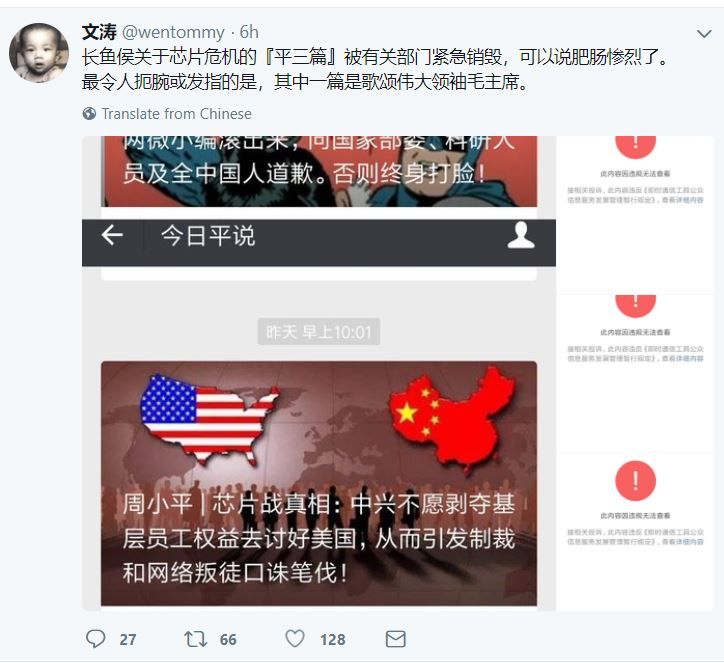 文涛 @wentommy · 6h
长鱼侯关于芯片危机的『平三篇』被有关部门紧急销毁，可以说肥肠惨烈了。
最令人扼腕或发指的是，其中一篇是歌颂伟大领袖毛主席。
Translate from Chinese
两微小编滚出来，向国家部委、科研人
员及全中国人道歉。否则终身打脸！
今日平说
昨天 早上10:01
周小平 | 芯片战真相：中兴不愿剥夺基
层员工权益去讨好美国，从而引发制裁
和网络叛徒口诛笔伐！
此内容因违规无法查看
接相关投诉，此内容违反《即时通信工具公众
信息服务发展管理暂行规定》，查看详细内容
此内容因违规无法查看
接相关投诉，此内容违反《即时通信工具公众
信息服务发展管理暂行规定》，查看详细内容
此内容因违规无法查看
接相关投诉，此内容违反《即时通信工具公众
信息服务发展管理暂行规定》，查看详细内容
27 66 128